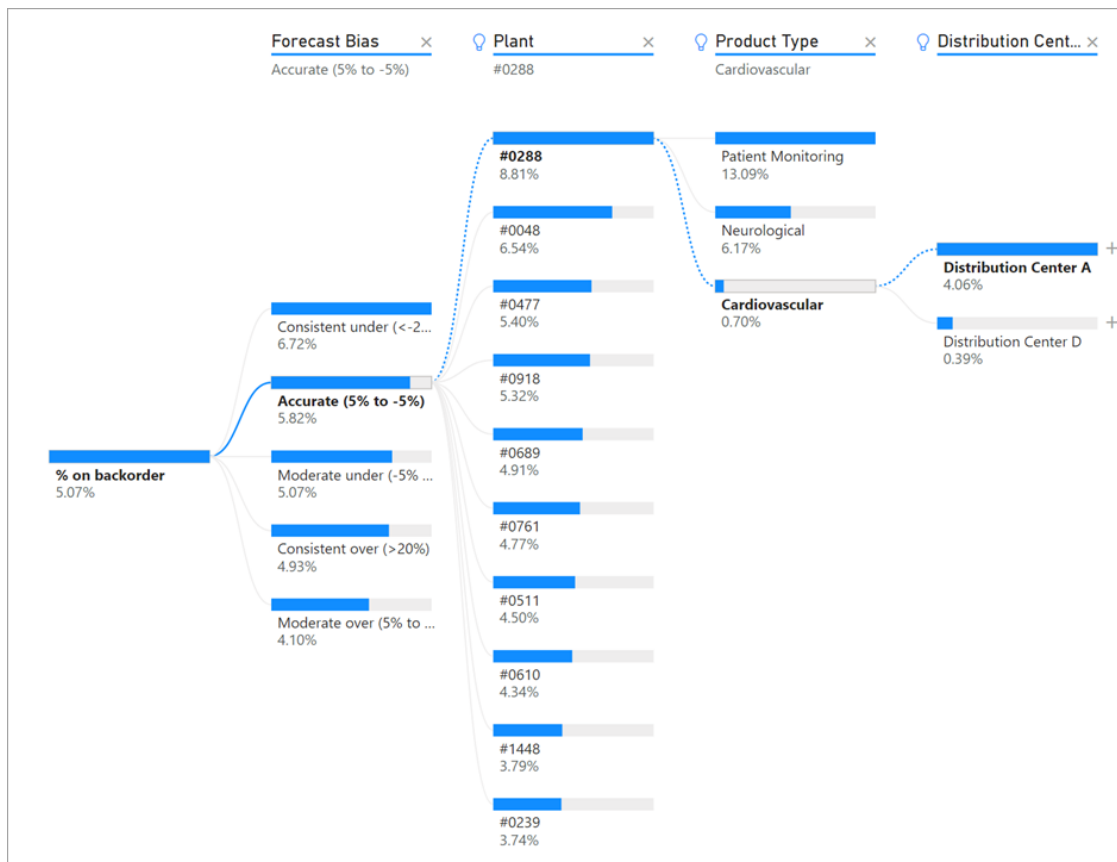 Forecast Bias
Accurate (5% to -5%)
Plant
#0288
Product Type
Cardiovascular
Distribution Cent...
% on backorder
5.07%
Consistent under (<-2...
6.72%
Accurate (5% to -5%)
5.82%
Moderate under (-5% ...
5.07%
Consistent over (>20%)
4.93%
Moderate over (5% to ...
4.10%
#0288
8.81%
#0048
6.54%
#0477
5.40%
#0918
5.32%
#0689
4.91%
#0761
4.77%
#0511
4.50%
#0610
4.34%
#1448
3.79%
#0239
3.74%
Patient Monitoring
13.09%
Neurological
6.17%
Cardiovascular
0.70%
Distribution Center A
4.06%
Distribution Center D
0.39%